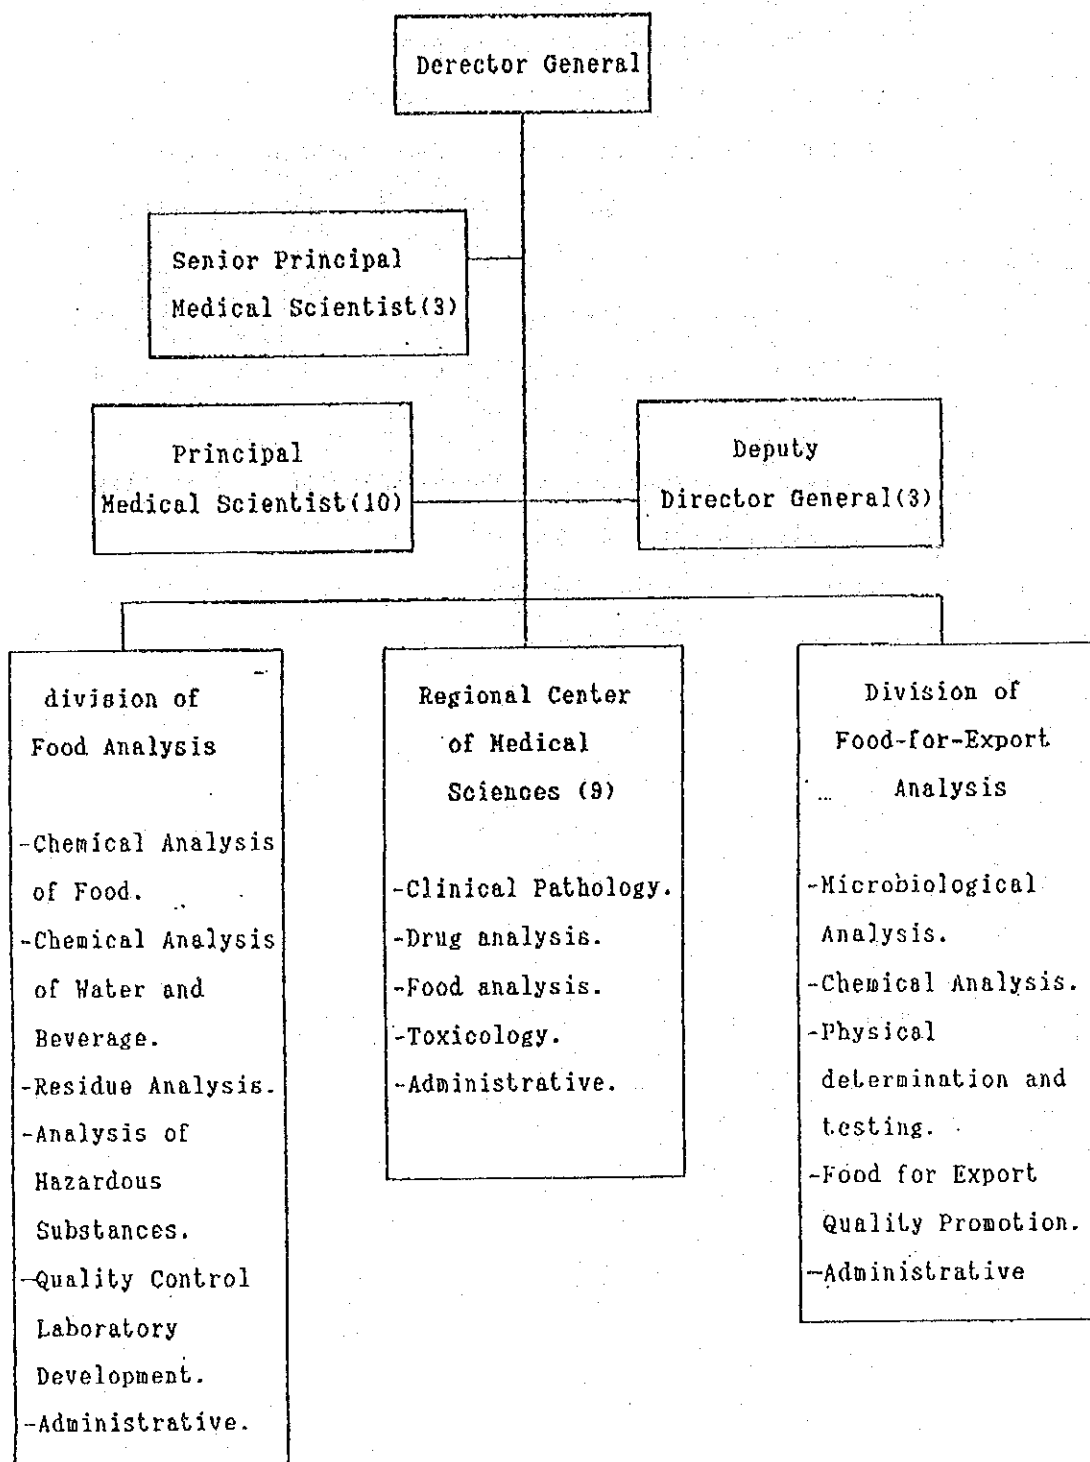 Derector General
Senior Principal
Medical Scientist(3)
Principal
Medical Scientist(10)
Deputy
Director General(3)
division of
Food Analysis
-Chemical Analysis
of Food.
-Chemical Analysis
of Water and
Beverage.
-Residue Analysis.
-Analysis of
Hazardous
Substances.
-Quality Control
Laboratory
Development.
-Administrative.
Regional Center
of Medical
Sciences (9)
-Clinical Pathology.
-Drug analysis.
-Food analysis.
-Toxicology.
-Administrative.
Division of
Food-for-Export
Analysis
-Microbiological
Analysis.
-Chemical Analysis.
-Physical
determination and
testing.
-Food for Export
Quality Promotion.
-Administrative